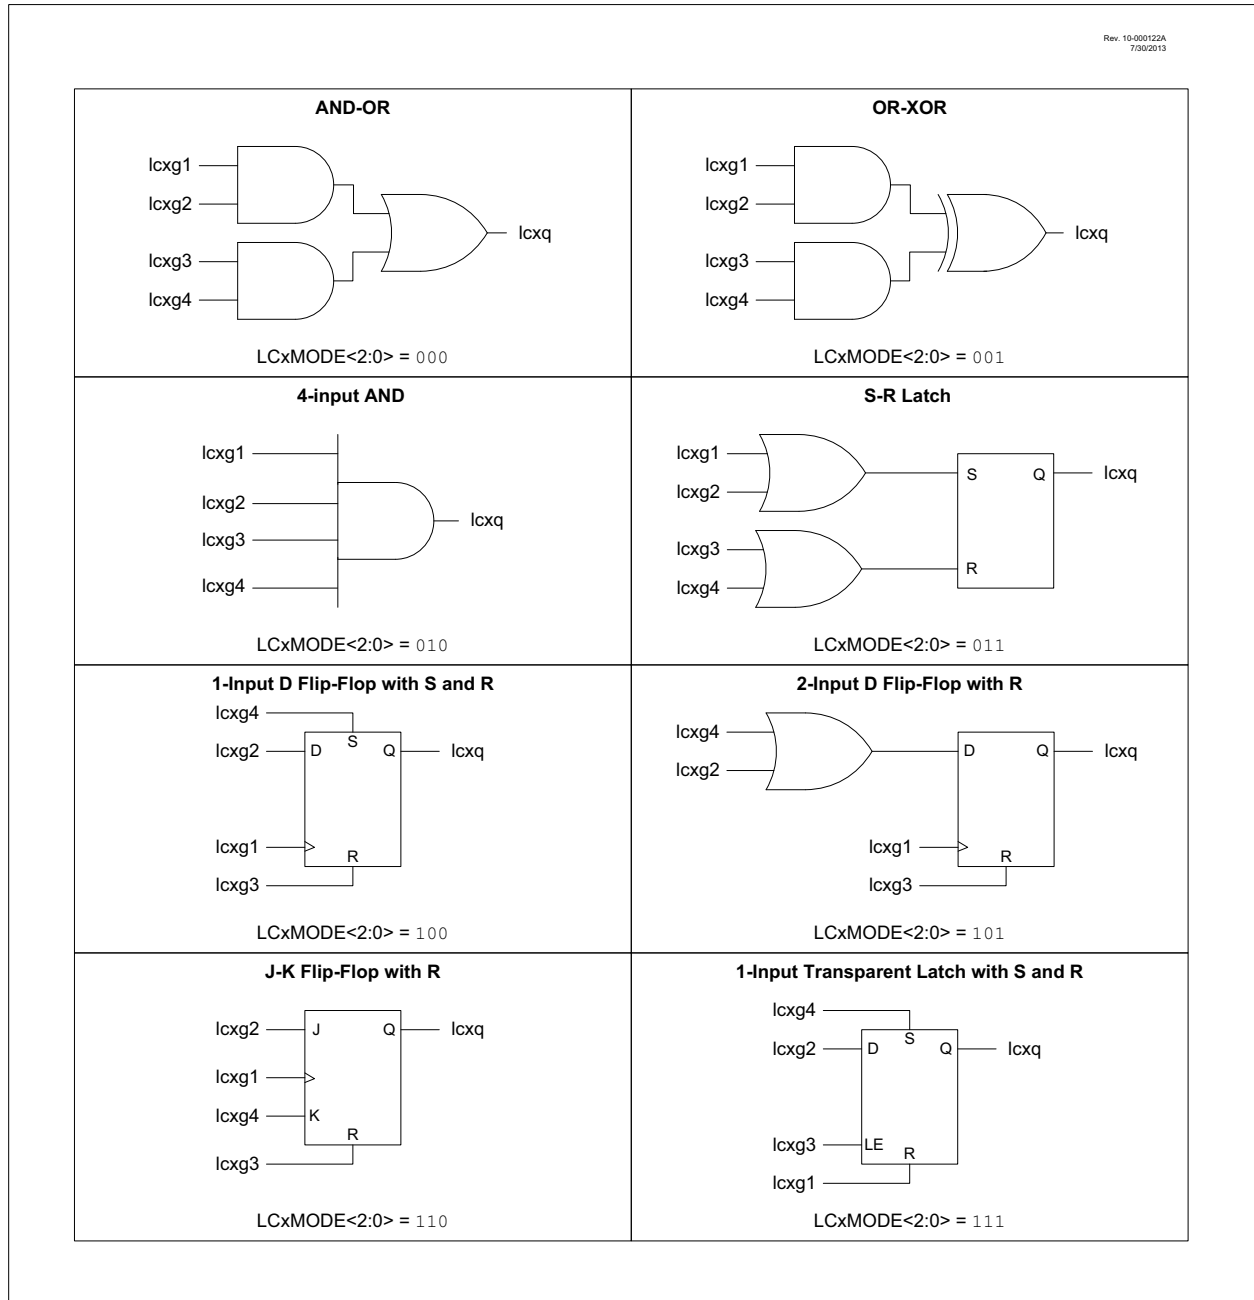 Rev. 10-000122A
7/30/2013
AND-OR
lcxg1
lcxg2
lcxg3
lcxg4
lcxq
LCxMODE<2:0> = 000
OR-XOR
lcxg1
lcxg2
lcxg3
lcxg4
lcxq
LCxMODE<2:0> = 001
4-input AND
lcxg1
lcxg2
lcxg3
lcxg4
lcxq
LCxMODE<2:0> = 010
S-R Latch
lcxg1
lcxg2
lcxg3
lcxg4
S
Q
R
lcxq
LCxMODE<2:0> = 011
1-Input D Flip-Flop with S and R
lcxg4
S
lcxg2
D
Q
lcxq
lcxg1
R
lcxg3
LCxMODE<2:0> = 100
2-Input D Flip-Flop with R
lcxg4
lcxg2
D
Q
lcxq
lcxg1
R
lcxg3
LCxMODE<2:0> = 101
J-K Flip-Flop with R
lcxg2
J
Q
lcxq
lcxg1
lcxg4
K
R
lcxg3
LCxMODE<2:0> = 110
1-Input Transparent Latch with S and R
lcxg4
S
lcxg2
D
Q
lcxq
lcxg3
LE
R
lcxg1
LCxMODE<2:0> = 111